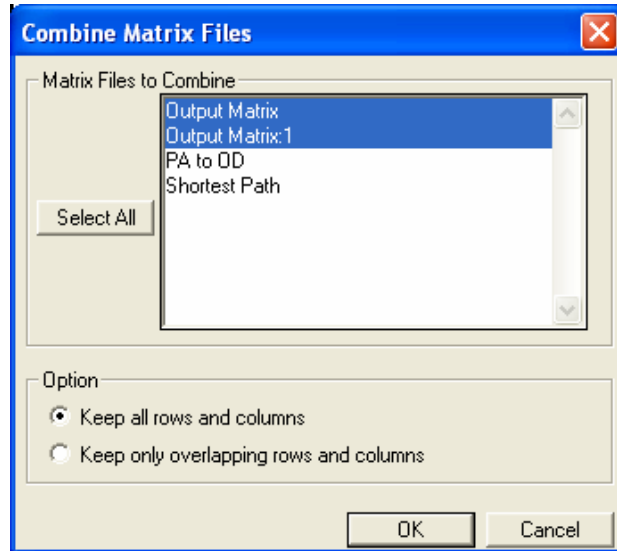 Combine Matrix Files
Matrix Files to Combine
Output Matrix
Output Matrix:1
PA to OD
Shortest Path
Select All
Option
Keep all rows and columns
Keep only overlapping rows and columns
OK
Cancel